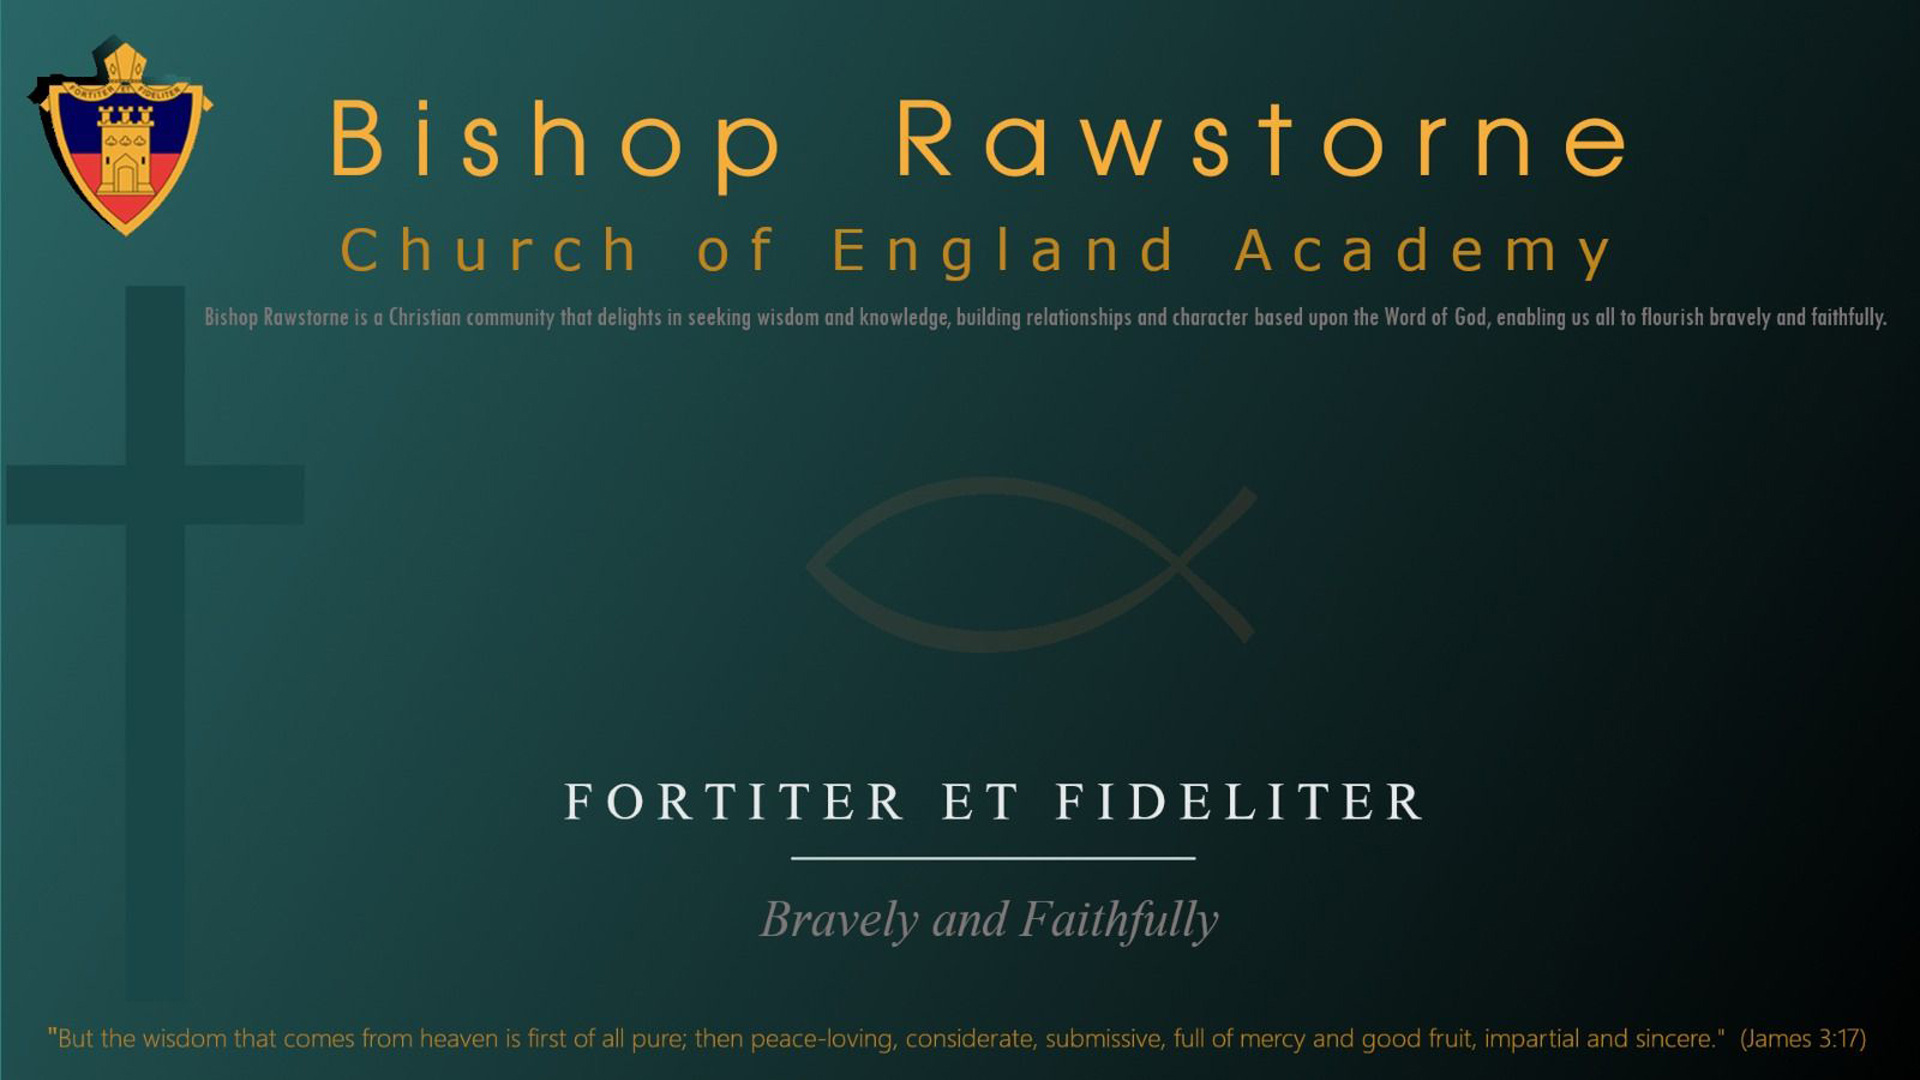 FORTITER ET FIDELITER
Bishop Rawstorne
Church of England Academy
Bishop Rawstorne is a Christian community that delights in seeking wisdom and knowledge, building relationships and character based upon the Word of God, enabling us all to flourish bravely and faithfully.
FORTITER ET FIDELITER
Bravely and Faithfully
"But the wisdom that comes from heaven is first of all pure; then peace-loving, considerate, submissive, full of mercy and good fruit, impartial and sincere." (James 3:17)